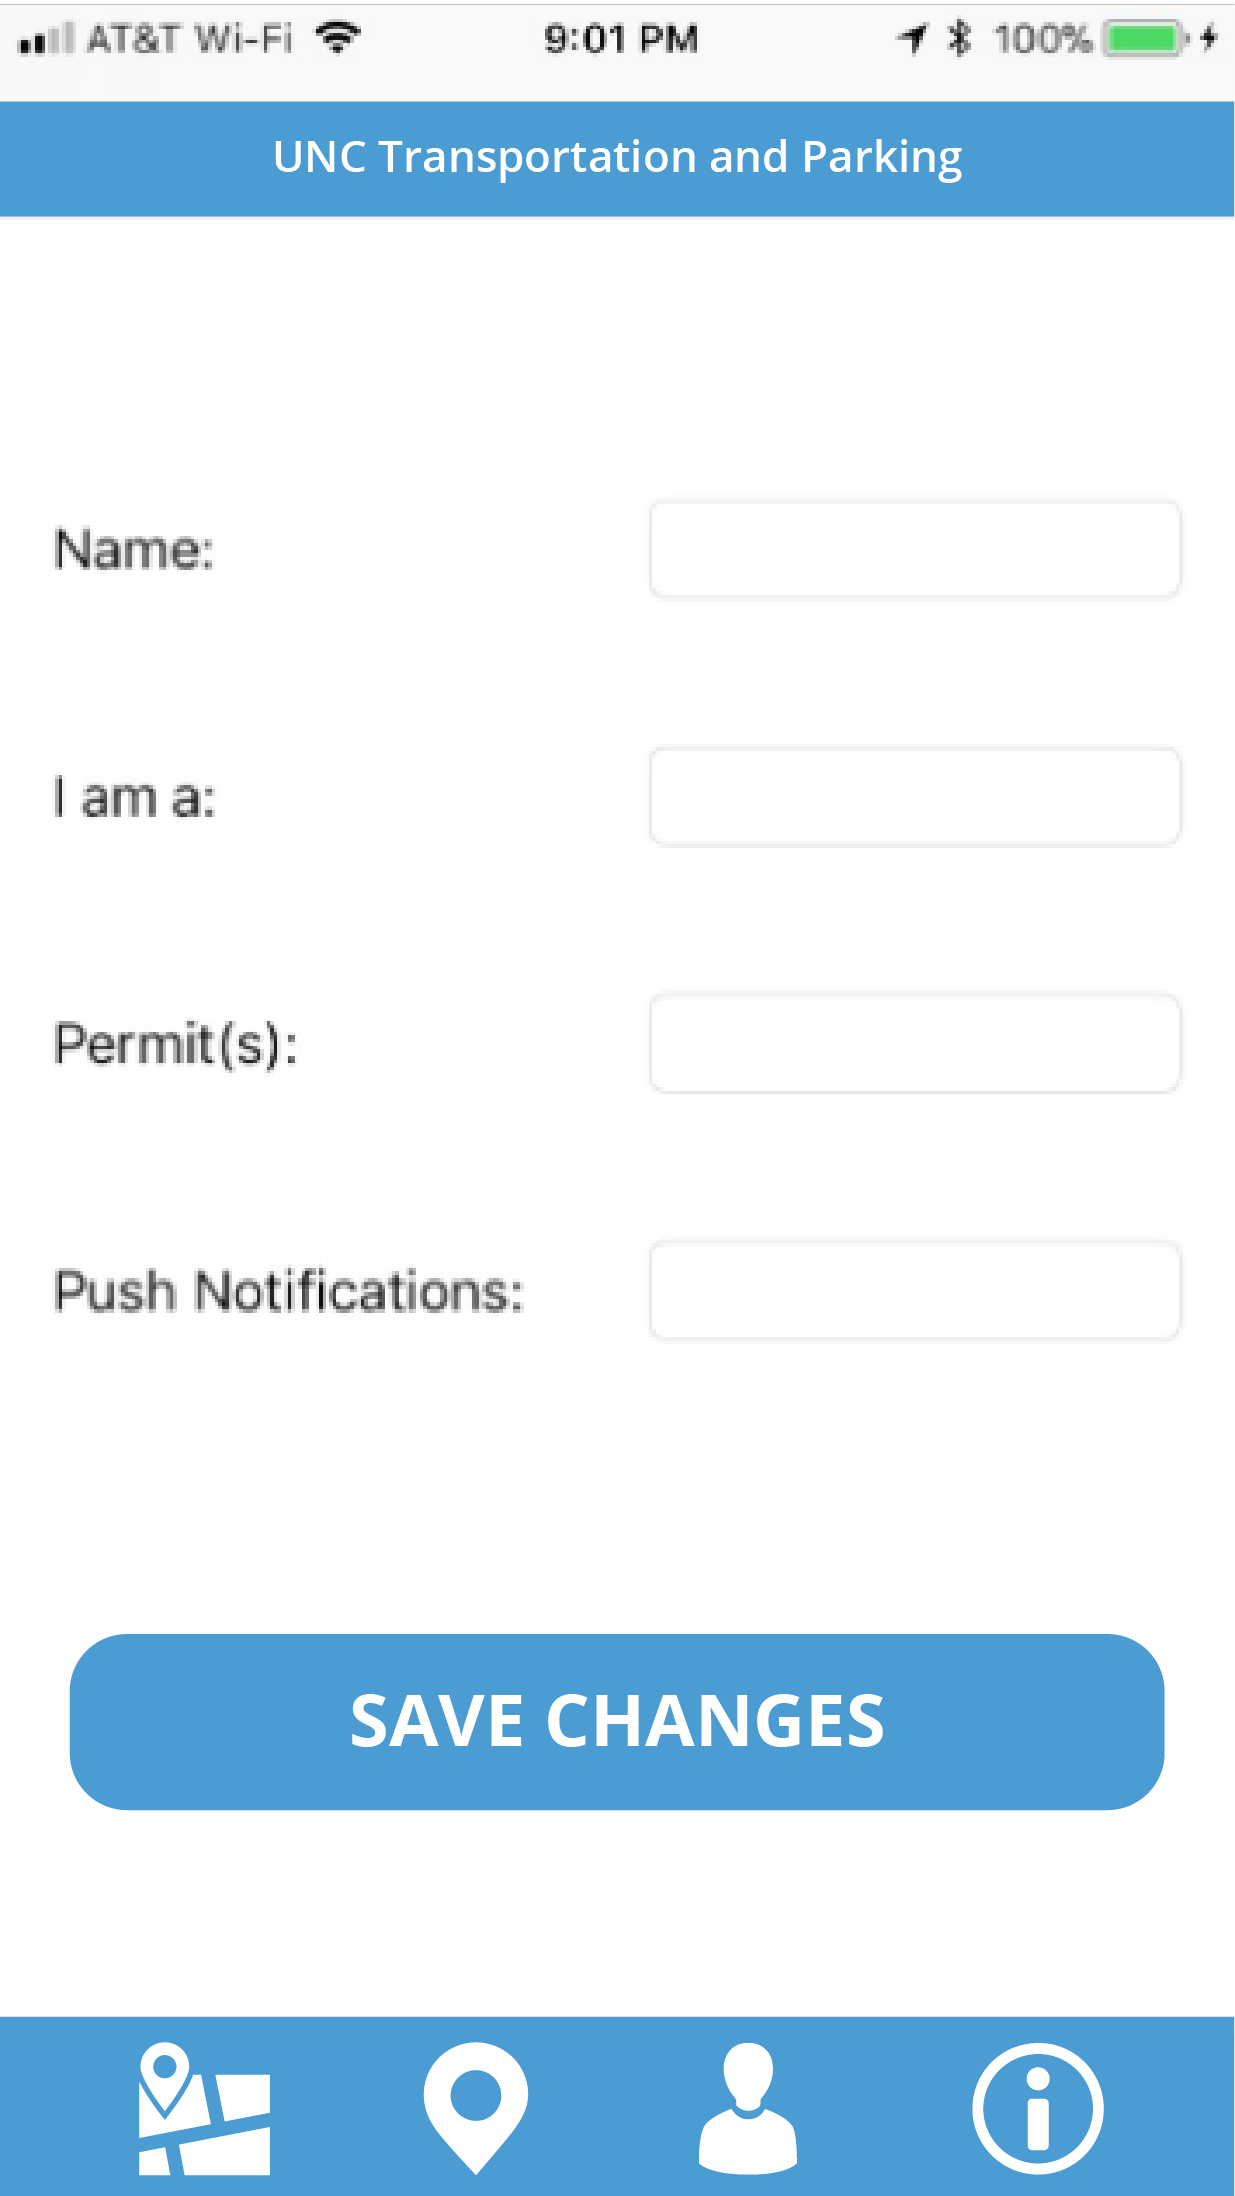 AT&T Wi-Fi 9:01 PM 100%
UNC Transportation and Parking
Name:
I am a:
Permit(s):
Push Notifications:
SAVE CHANGES